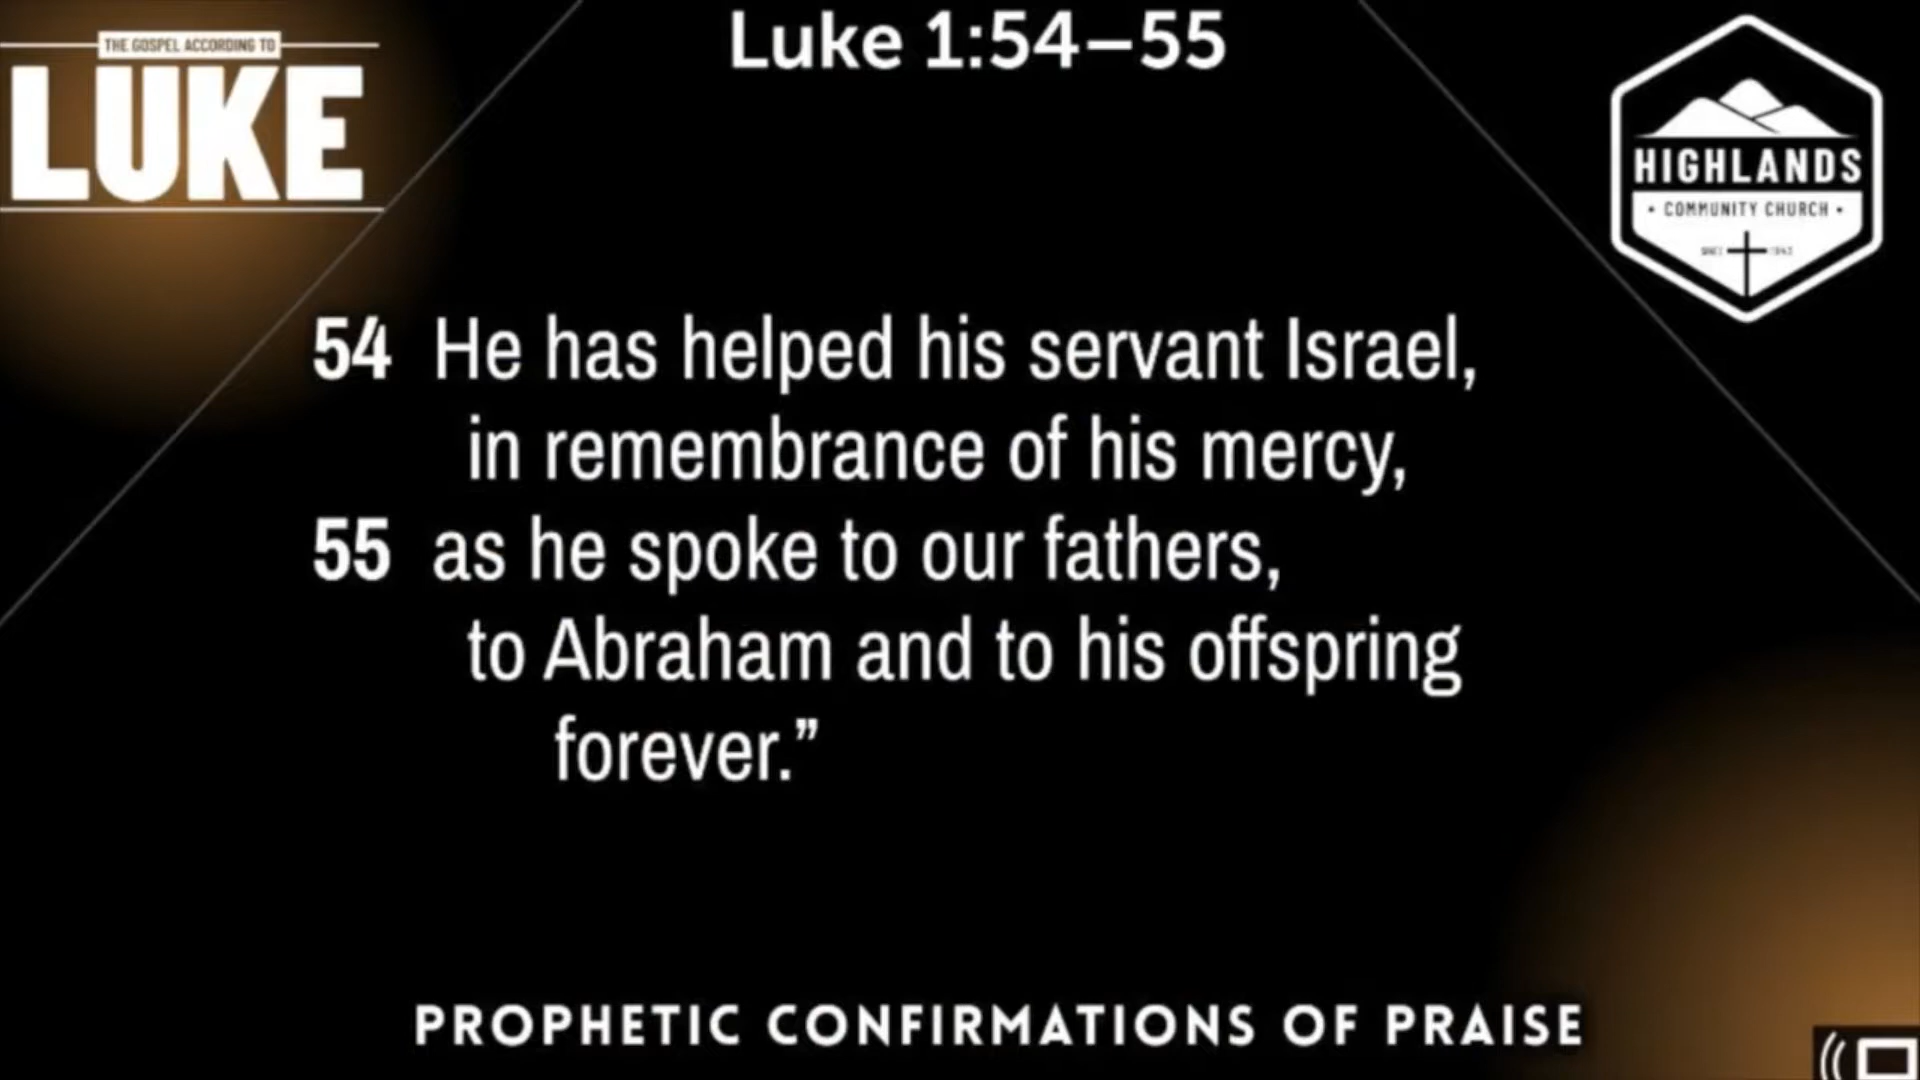 THE GOSPEL ACCORDING TO
LUKE
Luke 1:54–55
HIGHLANDS
• COMMUNITY CHURCH •
54 He has helped his servant Israel,
in remembrance of his mercy,
55 as he spoke to our fathers,
to Abraham and to his offspring
forever.”
PROPHETIC CONFIRMATIONS OF PRAISE